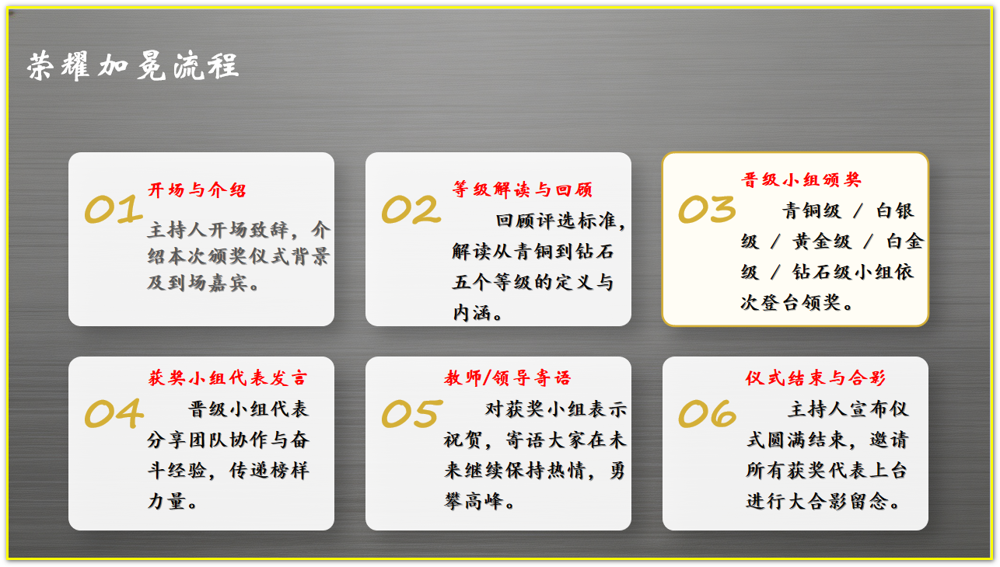 荣耀加冕流程
01
开场与介绍
主持人开场致辞，介
绍本次颁奖仪式背景
及到场嘉宾。
02
等级解读与回顾
回顾评选标准，
解读从青铜到钻石
五个等级的定义与
内涵。
03
晋级小组颁奖
青铜级 / 白银
级 / 黄金级 / 白金
级 / 钻石级小组依
次登台领奖。
04
获奖小组代表发言
晋级小组代表
分享团队协作与奋
斗经验，传递榜样
力量。
05
教师/领导寄语
对获奖小组表示
祝贺，寄语大家在未
来继续保持热情，勇
攀高峰。
06
仪式结束与合影
主持人宣布仪
式圆满结束，邀请
所有获奖代表上台
进行大合影留念。